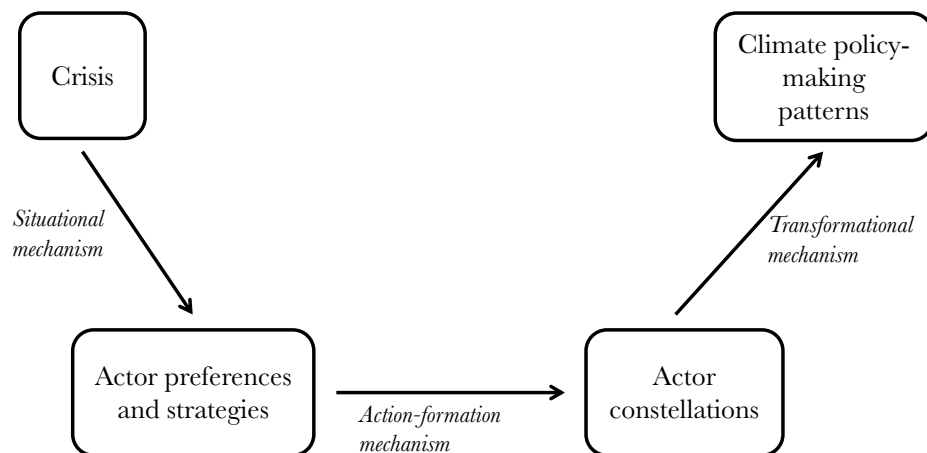 Crisis
Climate policy-
making
patterns
Situational
mechanism
Transformational
mechanism
Actor preferences
and strategies
Action-formation
mechanism
Actor
constellations